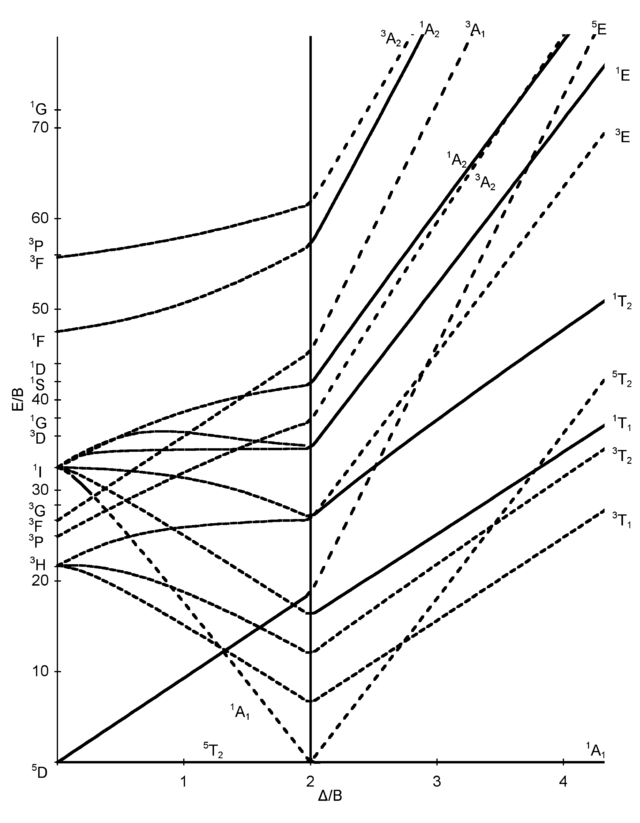 ³A₂ ¹A₂ ³A₁ ⁵E
¹E
¹G
70
³E
¹A₂
³A₂
60
³P
³F
50
¹T₂
¹F
¹D
¹S
40
⁵T₂
E/B
¹G
¹T₁
³D
³T₂
¹I
30
³G
³T₁
³F
³P
³H
20
10
¹A₁
⁵T₂
¹A₁
⁵D
1 2 3 4
Δ/B